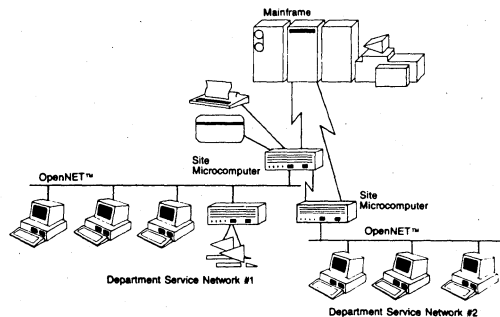 Mainframe
Site
Microcomputer
OpenNET™
Site
Microcomputer
OpenNET™
Department Service Network #1
Department Service Network #2